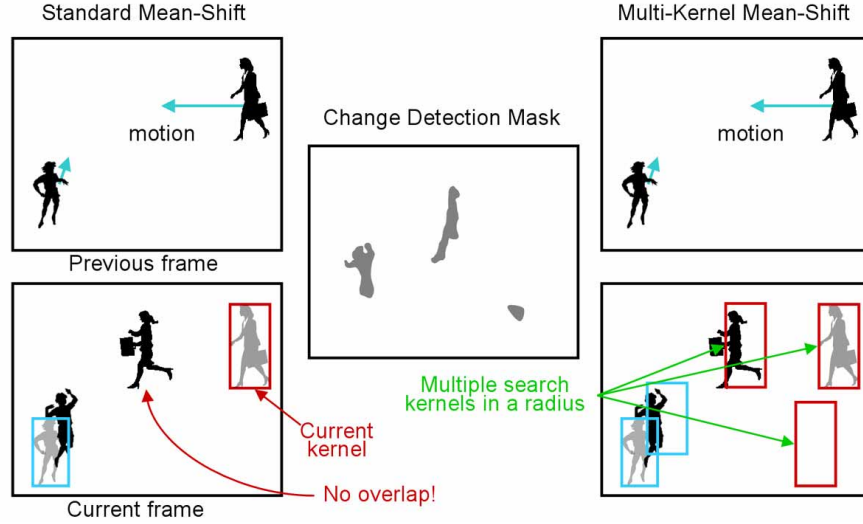 Standard Mean-Shift
Multi-Kernel Mean-Shift
motion
Change Detection Mask
motion
Previous frame
Multiple search
kernels in a radius
Current
kernel
No overlap!
Current frame